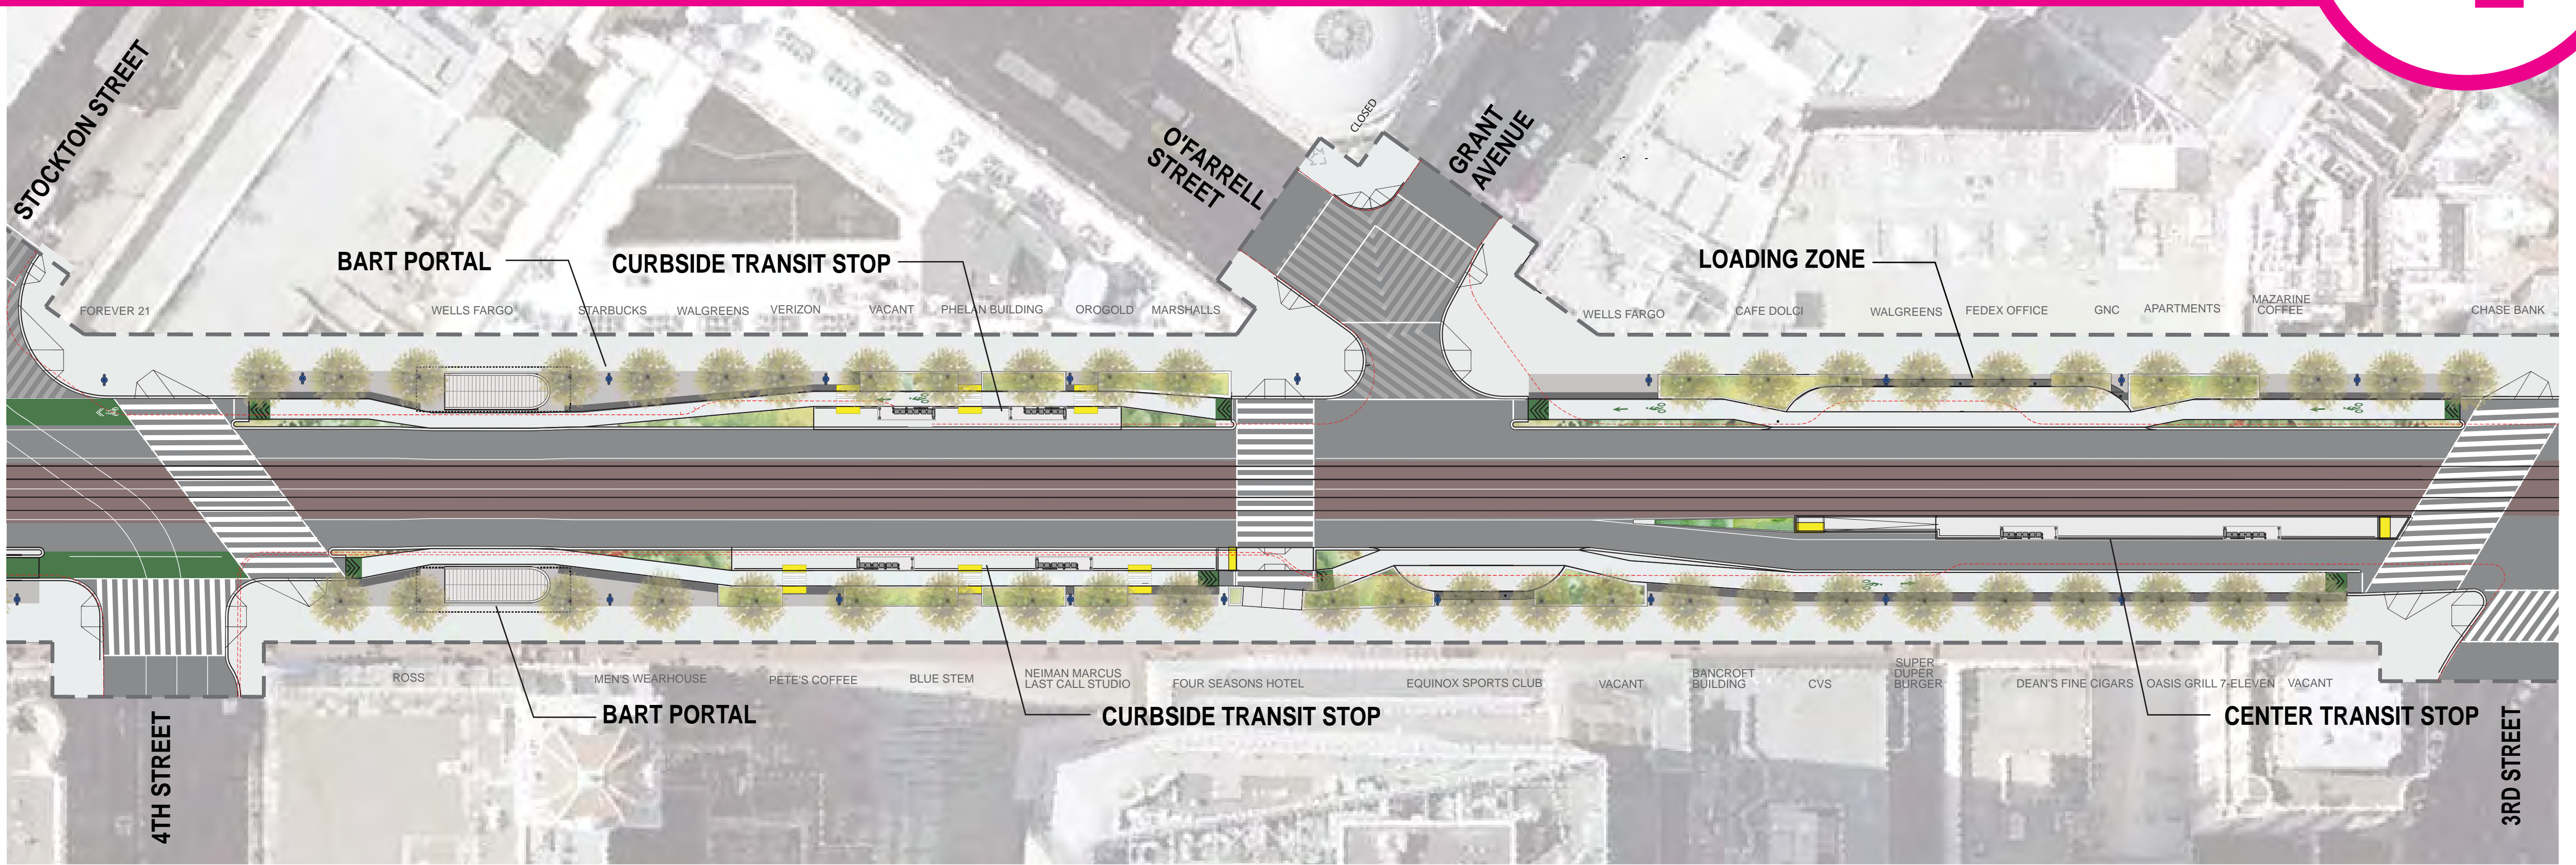 STOCKTON STREET
O'FARRELL
STREET
CLOSED
GRANT
AVENUE
BART PORTAL
CURBSIDE TRANSIT STOP
LOADING ZONE
FOREVER 21
WELLS FARGO
STARBUCKS
WALGREENS
VERIZON
VACANT
PHELAN BUILDING
OROGOLD
MARSHALLS
WELLS FARGO
CAFE DOLCI
WALGREENS
FEDEX OFFICE
GNC
APARTMENTS
MAZARINE
COFFEE
CHASE BANK
ROSS
MEN'S WEARHOUSE
PETE'S COFFEE
BLUE STEM
NEIMAN MARCUS
LAST CALL STUDIO
FOUR SEASONS HOTEL
EQUINOX SPORTS CLUB
VACANT
BANCROFT
BUILDING
CVS
SUPER
DUPER
BURGER
DEAN'S FINE CIGARS
OASIS GRILL
7-ELEVEN
VACANT
BART PORTAL
CURBSIDE TRANSIT STOP
CENTER TRANSIT STOP
4TH STREET
3RD STREET